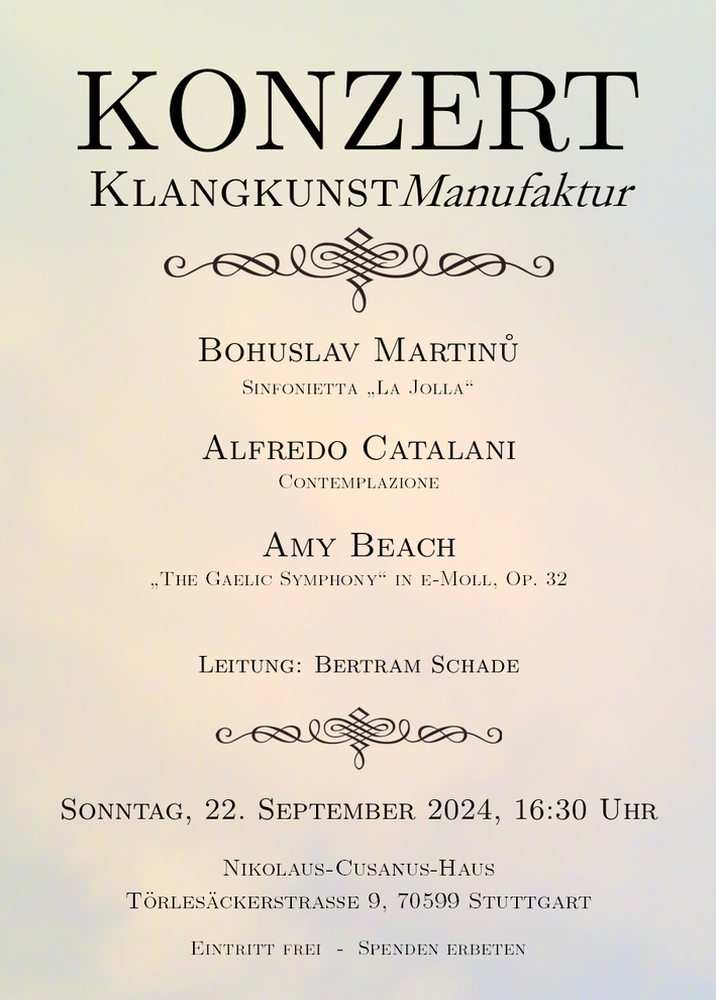 KONZERT
KLANGKUNSTManufaktur
BOHUSLAV MARTINŮ
SINFONIETTA „LA JOLLA“
ALFREDO CATALANI
CONTEMPLAZIONE
AMY BEACH
„THE GAELIC SYMPHONY“ IN E-MOLL, OP. 32
LEITUNG: BERTRAM SCHADE
SONNTAG, 22. SEPTEMBER 2024, 16:30 UHR
NIKOLAUS-CUSANUS-HAUS
TÖRLESÄCKERSTRASSE 9, 70599 STUTTGART
EINTRITT FREI - SPENDEN ERBETEN